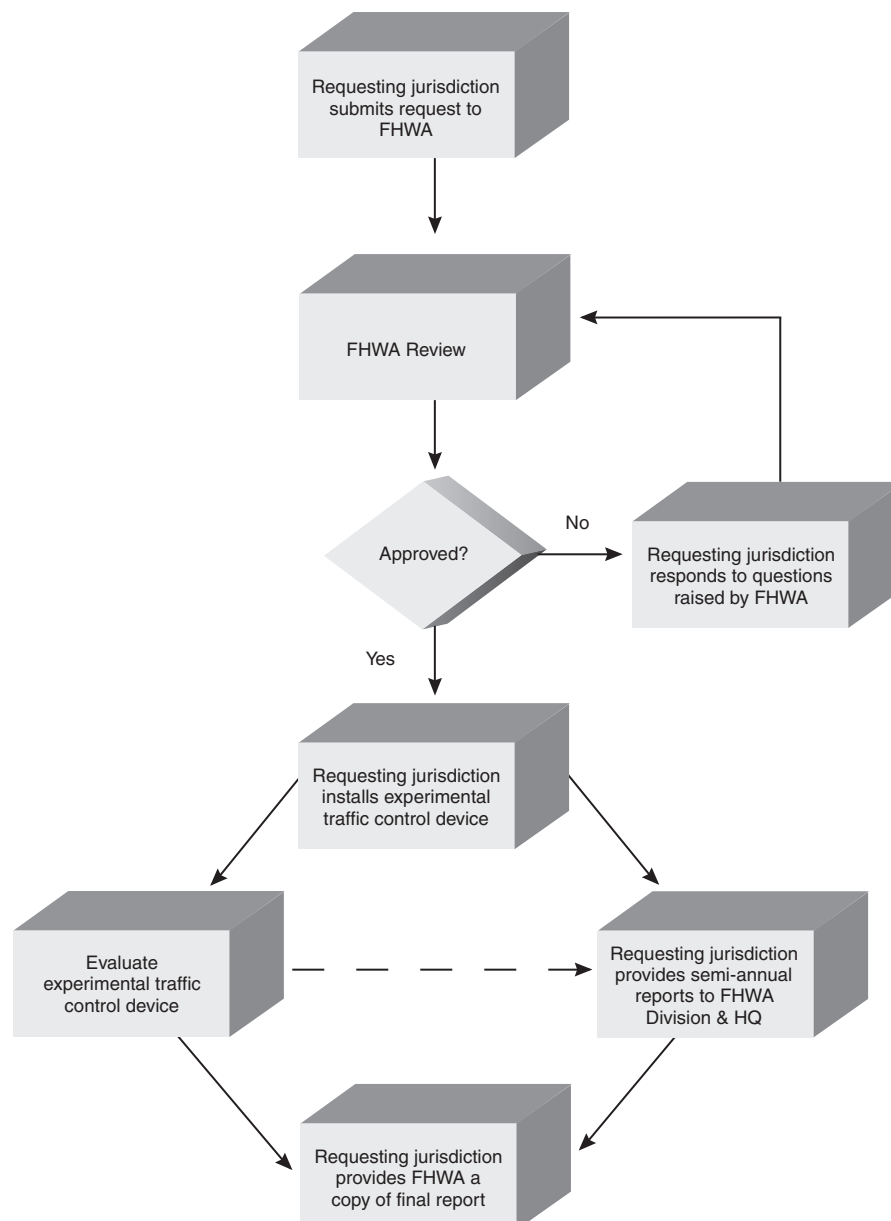 Requesting jurisdiction
submits request to
FHWA
FHWA Review
Approved?
No
Requesting jurisdiction
responds to questions
raised by FHWA
Yes
Requesting jurisdiction
installs experimental
traffic control device
Evaluate
experimental traffic
control device
Requesting jurisdiction
provides semi-annual
reports to FHWA
Division & HQ
Requesting jurisdiction
provides FHWA a
copy of final report